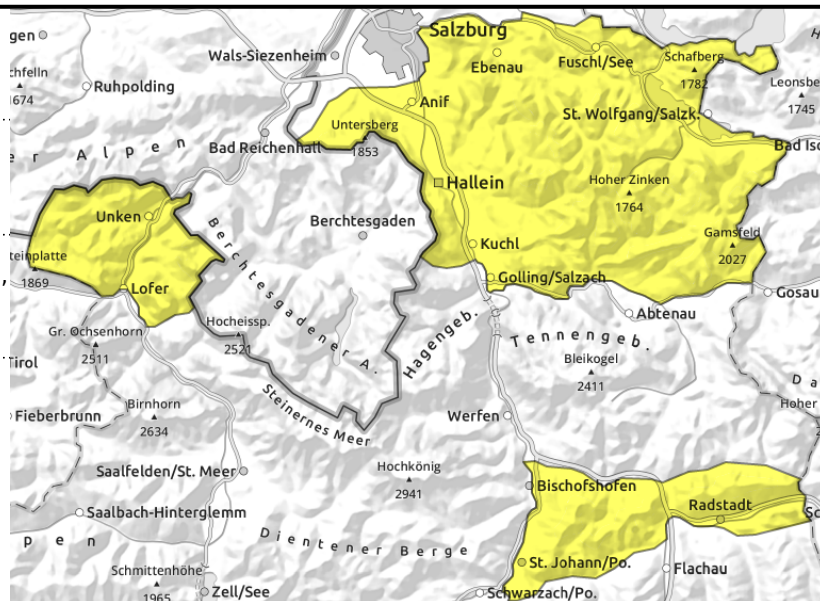 Salzburg
gen
Wals-Siezenheim
Ebenau
Fuschl/See
Schafberg
1782
chfelln
1674
Ruhpolding
Leonsbe
1745
Anif
St. Wolfgang/Salzk.
Untersberg
1853
er Alpen
Bad Reichenhall
Bad Isc
Hallein
Hoher Zinken
1764
Unken
Berchtesgaden
Gamsfeld
2027
Kuchl
teinplatte
1869
Golling/Salzach
Lofer
Gosau
Berchtesgadener A.
Hagengeb.
Abtenau
Gr. Ochsenhorn
2511
Hocheissp.
2521
Tennengeb.
Tirol
Bleikogel
2411
Da
Hoher
Birnhorn
2634
Fieberbrunn
Steinernes Meer
Werfen
Saalfelden/St. Meer
Hochkönig
2941
Bischofshofen
Saalbach-Hinterglemm
Radstadt
pen
Dientener Berge
St. Johann/Po.
Flachau
Schmittenhöhe
1965
Zell/See
Schwarzach/Po.